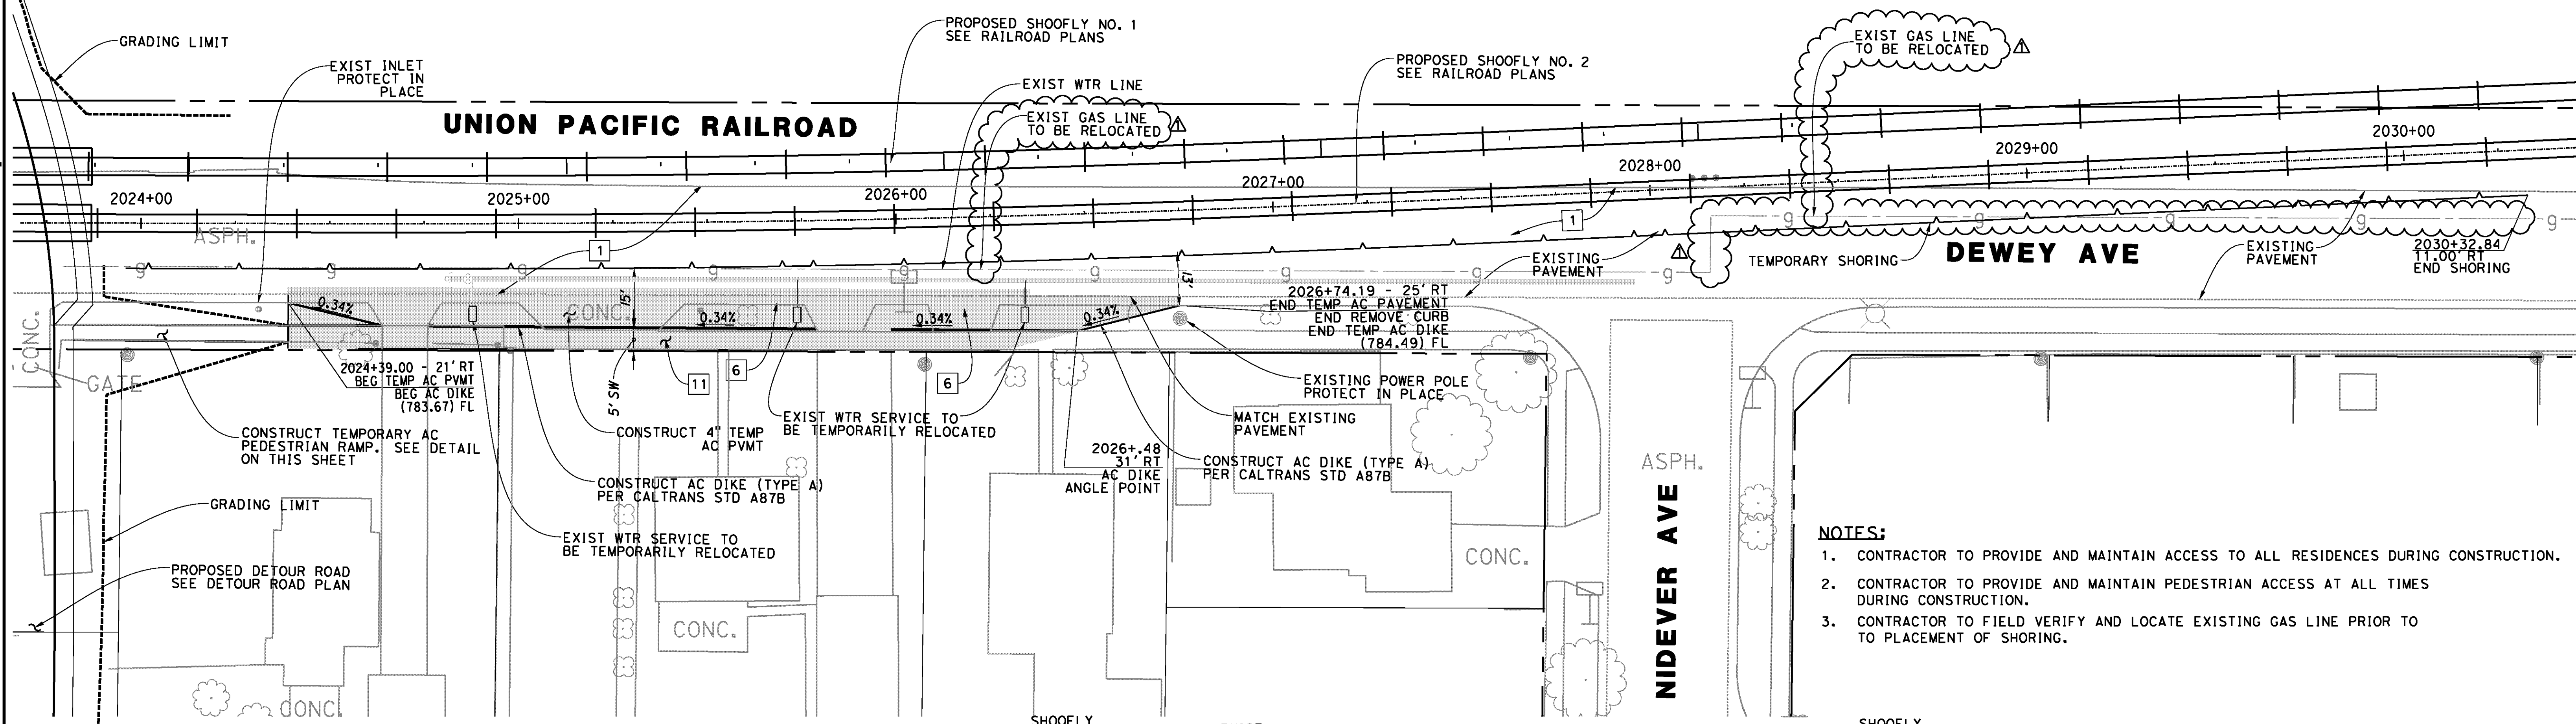 GRADING LIMIT
EXIST INLET
PROTECT IN
PLACE
PROPOSED SHOOFLY NO. 1
SEE RAILROAD PLANS
EXIST WTR LINE
EXIST GAS LINE
TO BE RELOCATED
1
PROPOSED SHOOFLY NO. 2
SEE RAILROAD PLANS
EXIST GAS LINE
TO BE RELOCATED
1
UNION PACIFIC RAILROAD
2024+00
2025+00
2026+00
2027+00
2028+00
2029+00
2030+00
ASPH.
1
1
g
g
g
g
g
g
g
g
g
g
g
g
g
g
1
EXISTING
PAVEMENT
TEMPORARY SHORING
DEWEY AVE
EXISTING
PAVEMENT
2030+32.84
11.00' RT
END SHORING
15'
13'
CONC.
CONC.
0.34%
0.34%
0.34%
0.34%
2026+74.19 - 25' RT
END TEMP AC PAVEMENT
END REMOVE CURB
END TEMP AC DIKE
(784.49) FL
GATE
2024+39.00 - 21' RT
BEG TEMP AC PVMT
BEG AC DIKE
(783.67) FL
5' SW
11
6
6
EXISTING POWER POLE
PROTECT IN PLACE
CONSTRUCT TEMPORARY AC
PEDESTRIAN RAMP. SEE DETAIL
ON THIS SHEET
CONSTRUCT 4" TEMP
AC PVMT
EXIST WTR SERVICE TO
BE TEMPORARILY RELOCATED
MATCH EXISTING
PAVEMENT
2026+.48
31' RT
AC DIKE
ANGLE POINT
CONSTRUCT AC DIKE (TYPE A)
PER CALTRANS STD A87B
CONSTRUCT AC DIKE (TYPE A)
PER CALTRANS STD A87B
GRADING LIMIT
EXIST WTR SERVICE TO
BE TEMPORARILY RELOCATED
PROPOSED DETOUR ROAD
SEE DETOUR ROAD PLAN
ASPH.
CONC.
CONC.
CONC.
NIDEVER AVE
NOTES:
1. CONTRACTOR TO PROVIDE AND MAINTAIN ACCESS TO ALL RESIDENCES DURING CONSTRUCTION.
2. CONTRACTOR TO PROVIDE AND MAINTAIN PEDESTRIAN ACCESS AT ALL TIMES
DURING CONSTRUCTION.
3. CONTRACTOR TO FIELD VERIFY AND LOCATE EXISTING GAS LINE PRIOR TO
TO PLACEMENT OF SHORING.
SHOOFLY
SHOOFLY